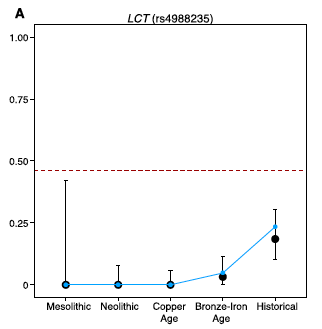 A
LCT (rs4988235)
1.00
0.75
0.50
0.25
0
Mesolithic Neolithic Copper Age Bronze-Iron Age Historical